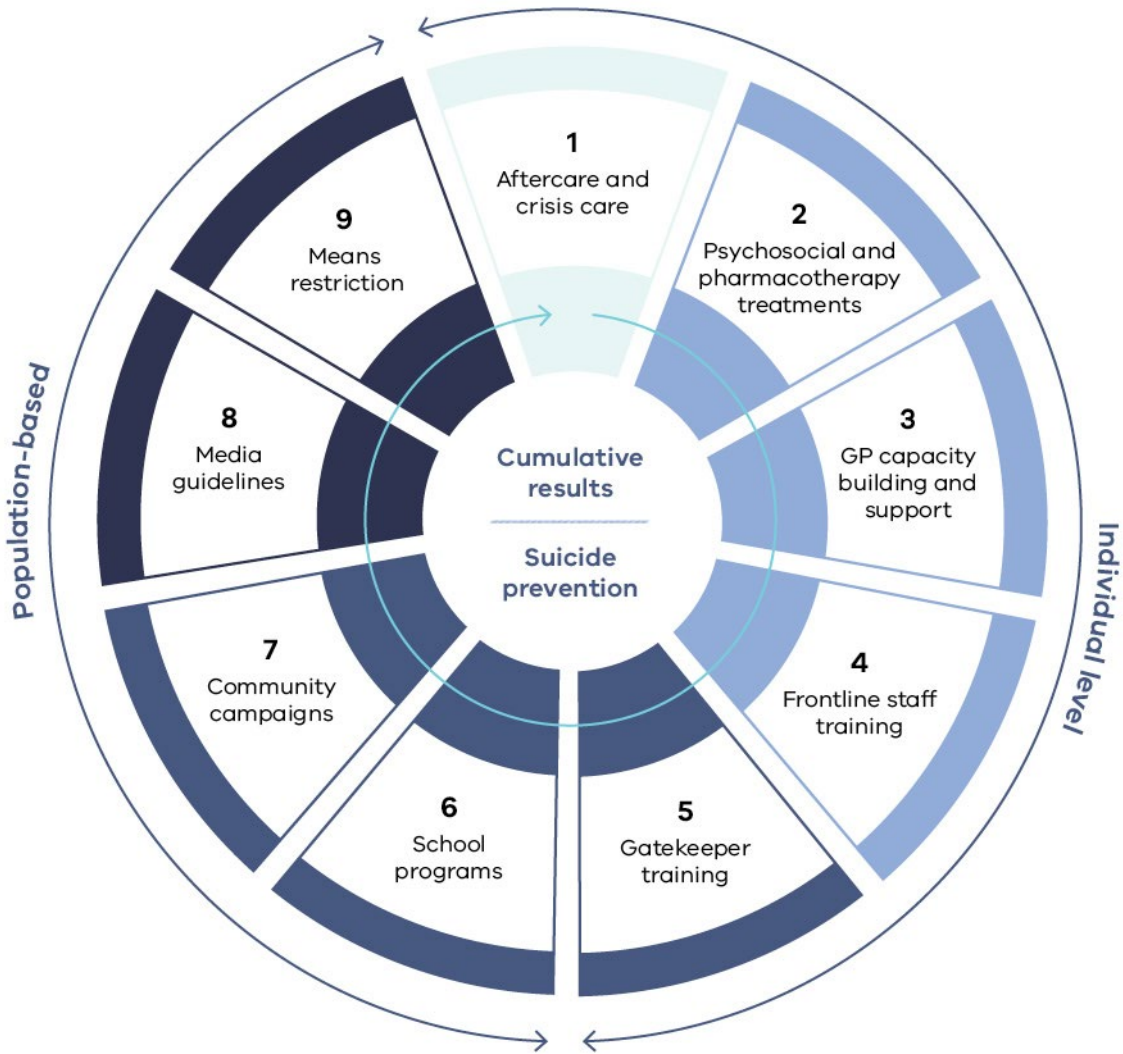 1
Aftercare and
crisis care
2
Psychosocial and
pharmacotherapy
treatments
3
GP capacity
building and
support
4
Frontline staff
training
5
Gatekeeper
training
6
School
programs
7
Community
campaigns
8
Media
guidelines
9
Means
restriction
Cumulative
results
Suicide
prevention
Population-based
Individual level